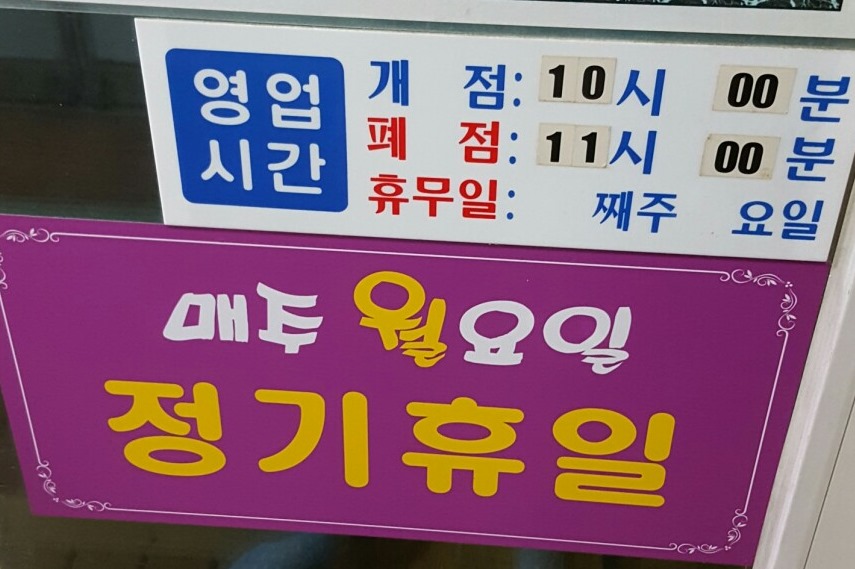 영업시간
개 점: 10시 00분
폐 점: 11시 00분
휴무일: 째주 요일
매주 월요일
정기휴일